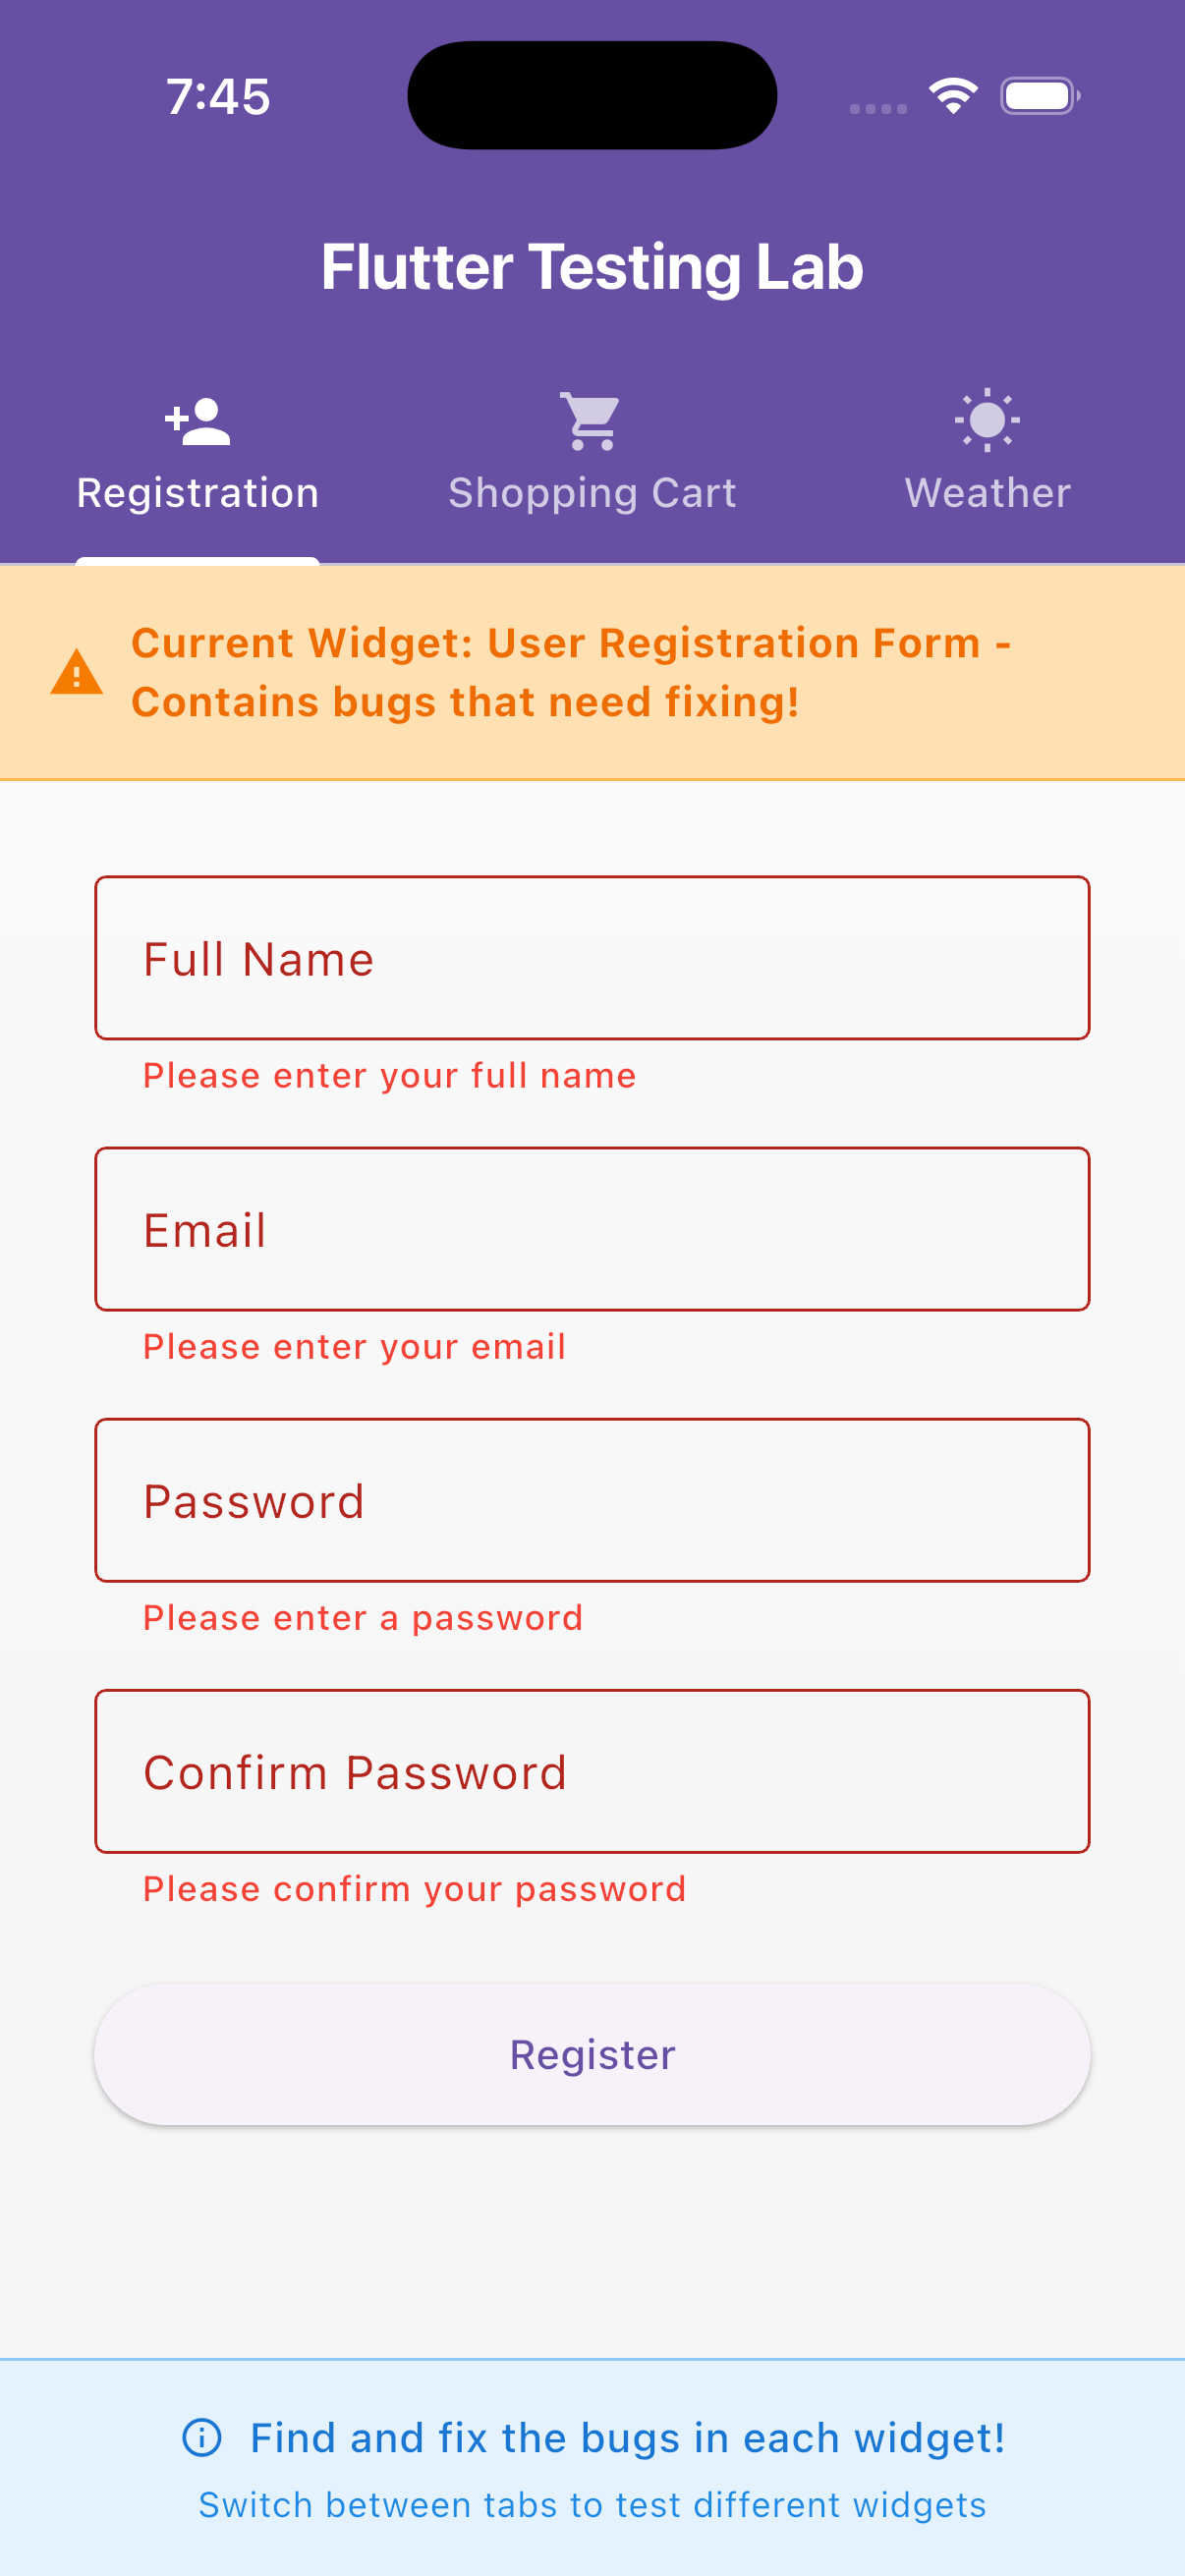 7:45
Flutter Testing Lab
Registration
Shopping Cart
Weather
Current Widget: User Registration Form -
Contains bugs that need fixing!
Full Name
Please enter your full name
Email
Please enter your email
Password
Please enter a password
Confirm Password
Please confirm your password
Register
Find and fix the bugs in each widget!
Switch between tabs to test different widgets